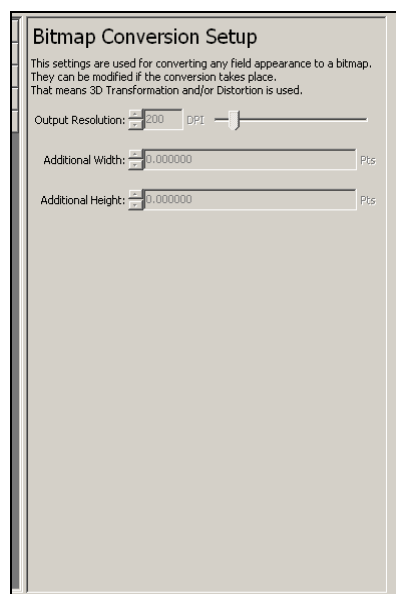 Bitmap Conversion Setup
This settings are used for converting any field appearance to a bitmap.
They can be modified if the conversion takes place.
That means 3D Transformation and/or Distortion is used.
Output Resolution: 200 DPI
Additional Width: 0.000000 Pts
Additional Height: 0.000000 Pts